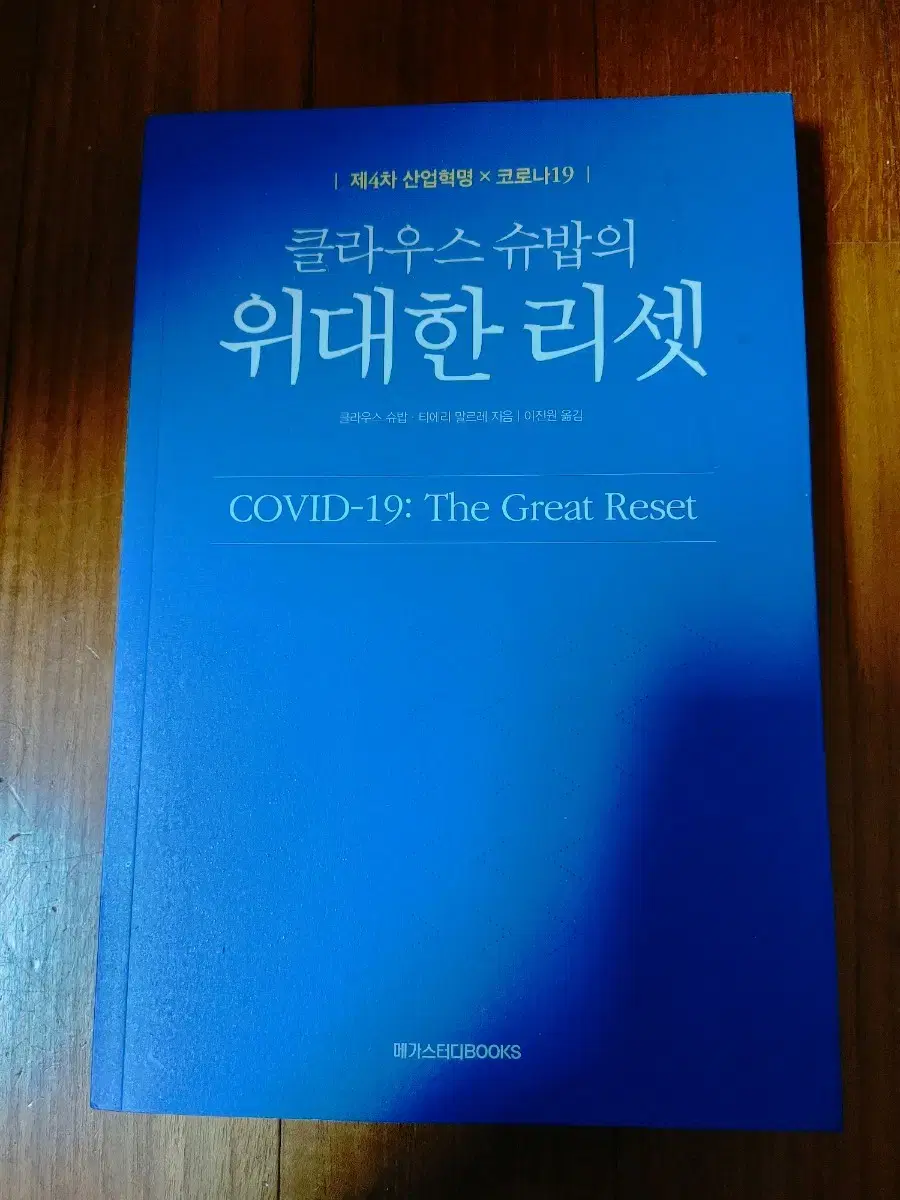 | 제4차 산업혁명 × 코로나19 |
클라우스 슈밥의
위대한 리셋
클라우스 슈밥 · 티에리 말르레 지음 | 이진원 옮김
COVID-19: The Great Reset
메가스터디BOOKS